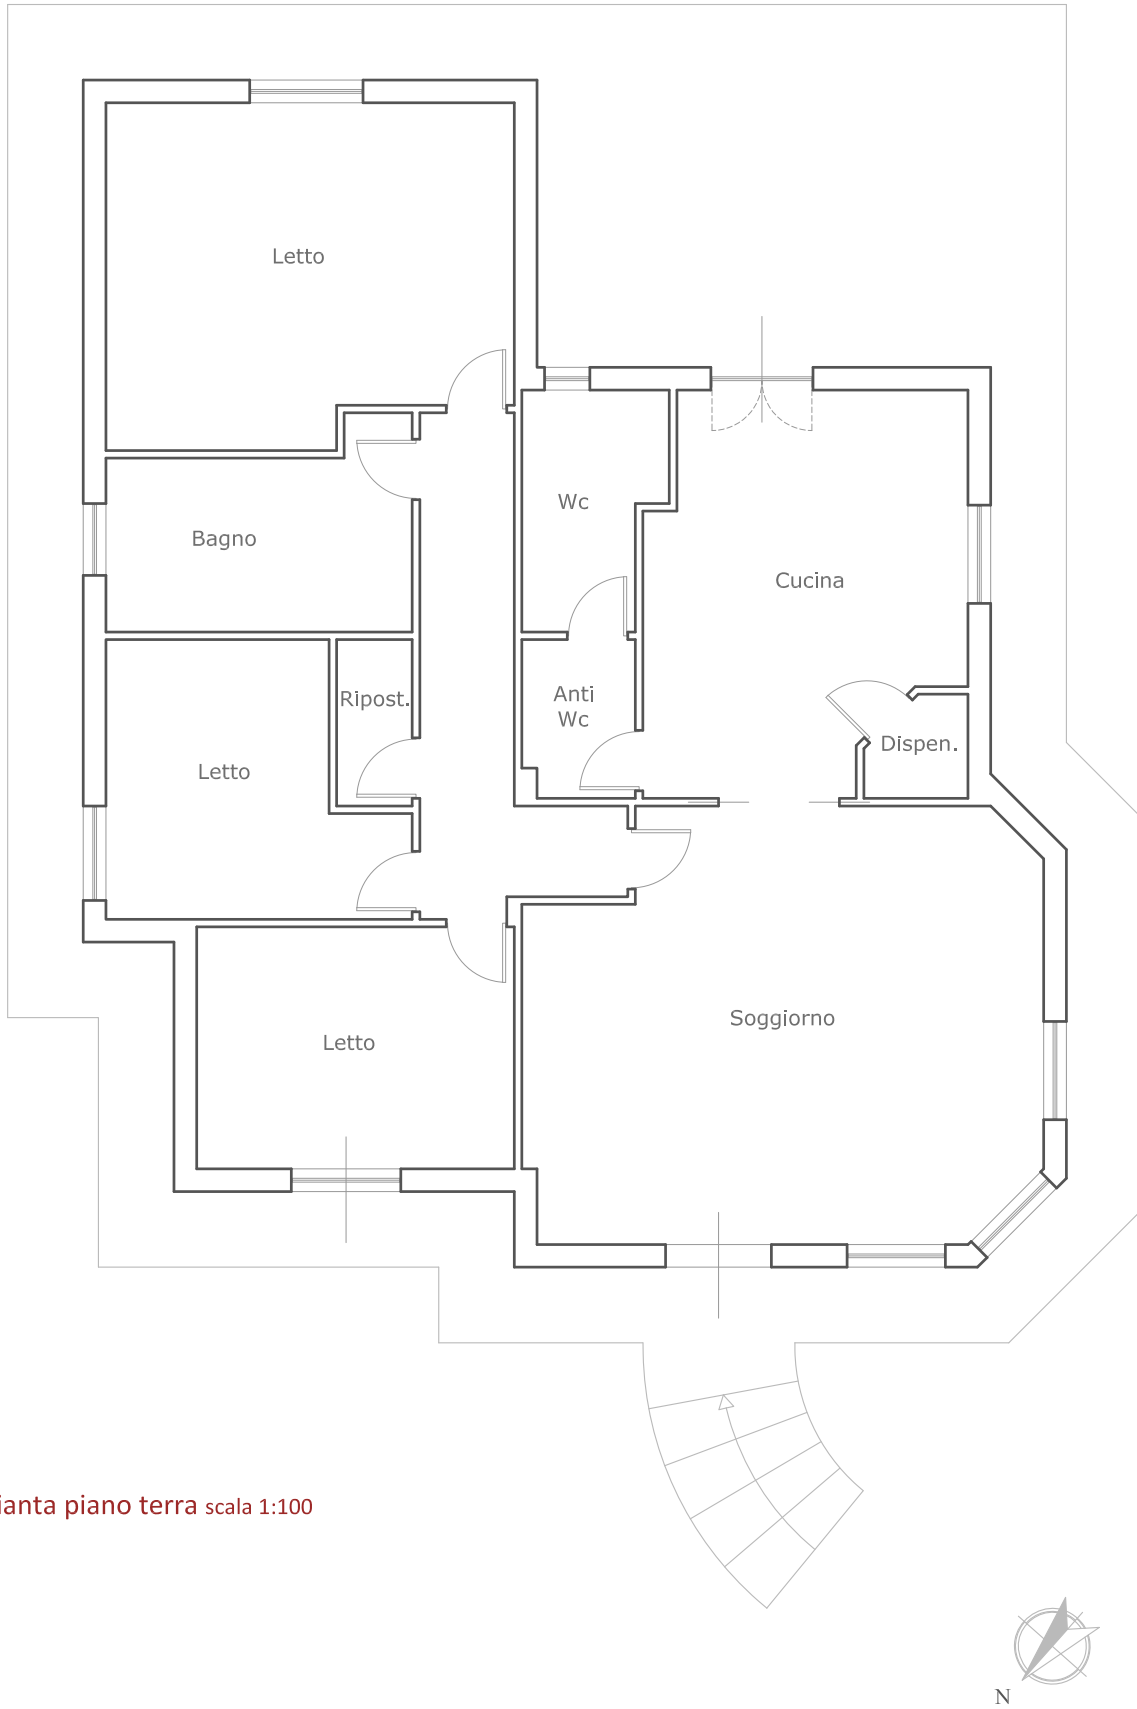 Letto
Wc
Bagno
Cucina
Ripost.
Anti
Wc
Dispen.
Letto
Soggiorno
Letto
ianta piano terra scala 1:100
N